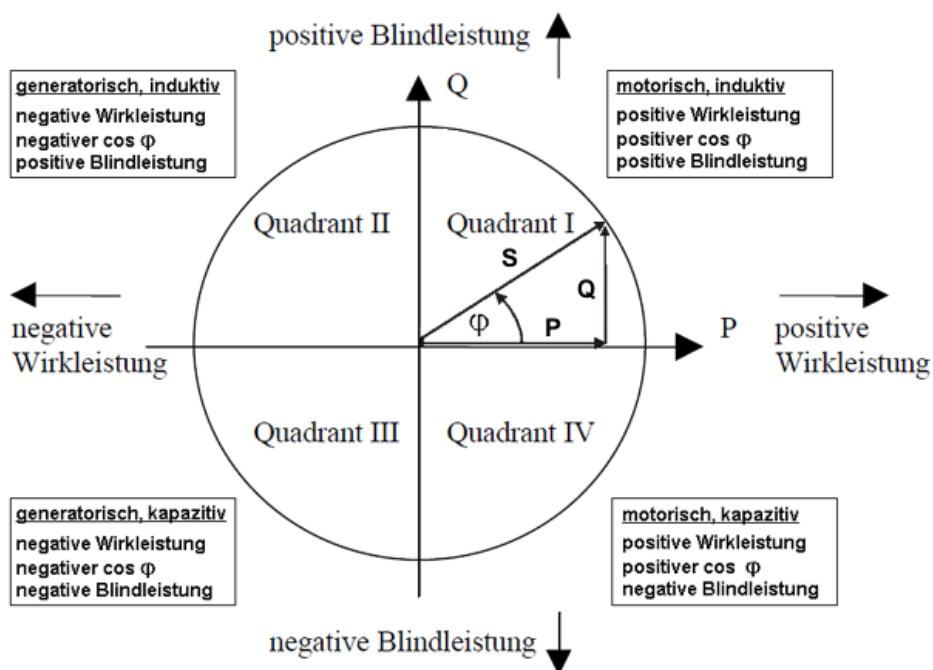 positive Blindleistung
generatorisch, induktiv
negative Wirkleistung
negativer cos φ
positive Blindleistung
Q
motorisch, induktiv
positive Wirkleistung
positiver cos φ
positive Blindleistung
Quadrant II
Quadrant I
S
Q
φ
P
negative
Wirkleistung
P
positive
Wirkleistung
Quadrant III
Quadrant IV
generatorisch, kapazitiv
negative Wirkleistung
negativer cos φ
negative Blindleistung
motorisch, kapazitiv
positive Wirkleistung
positiver cos φ
negative Blindleistung
negative Blindleistung